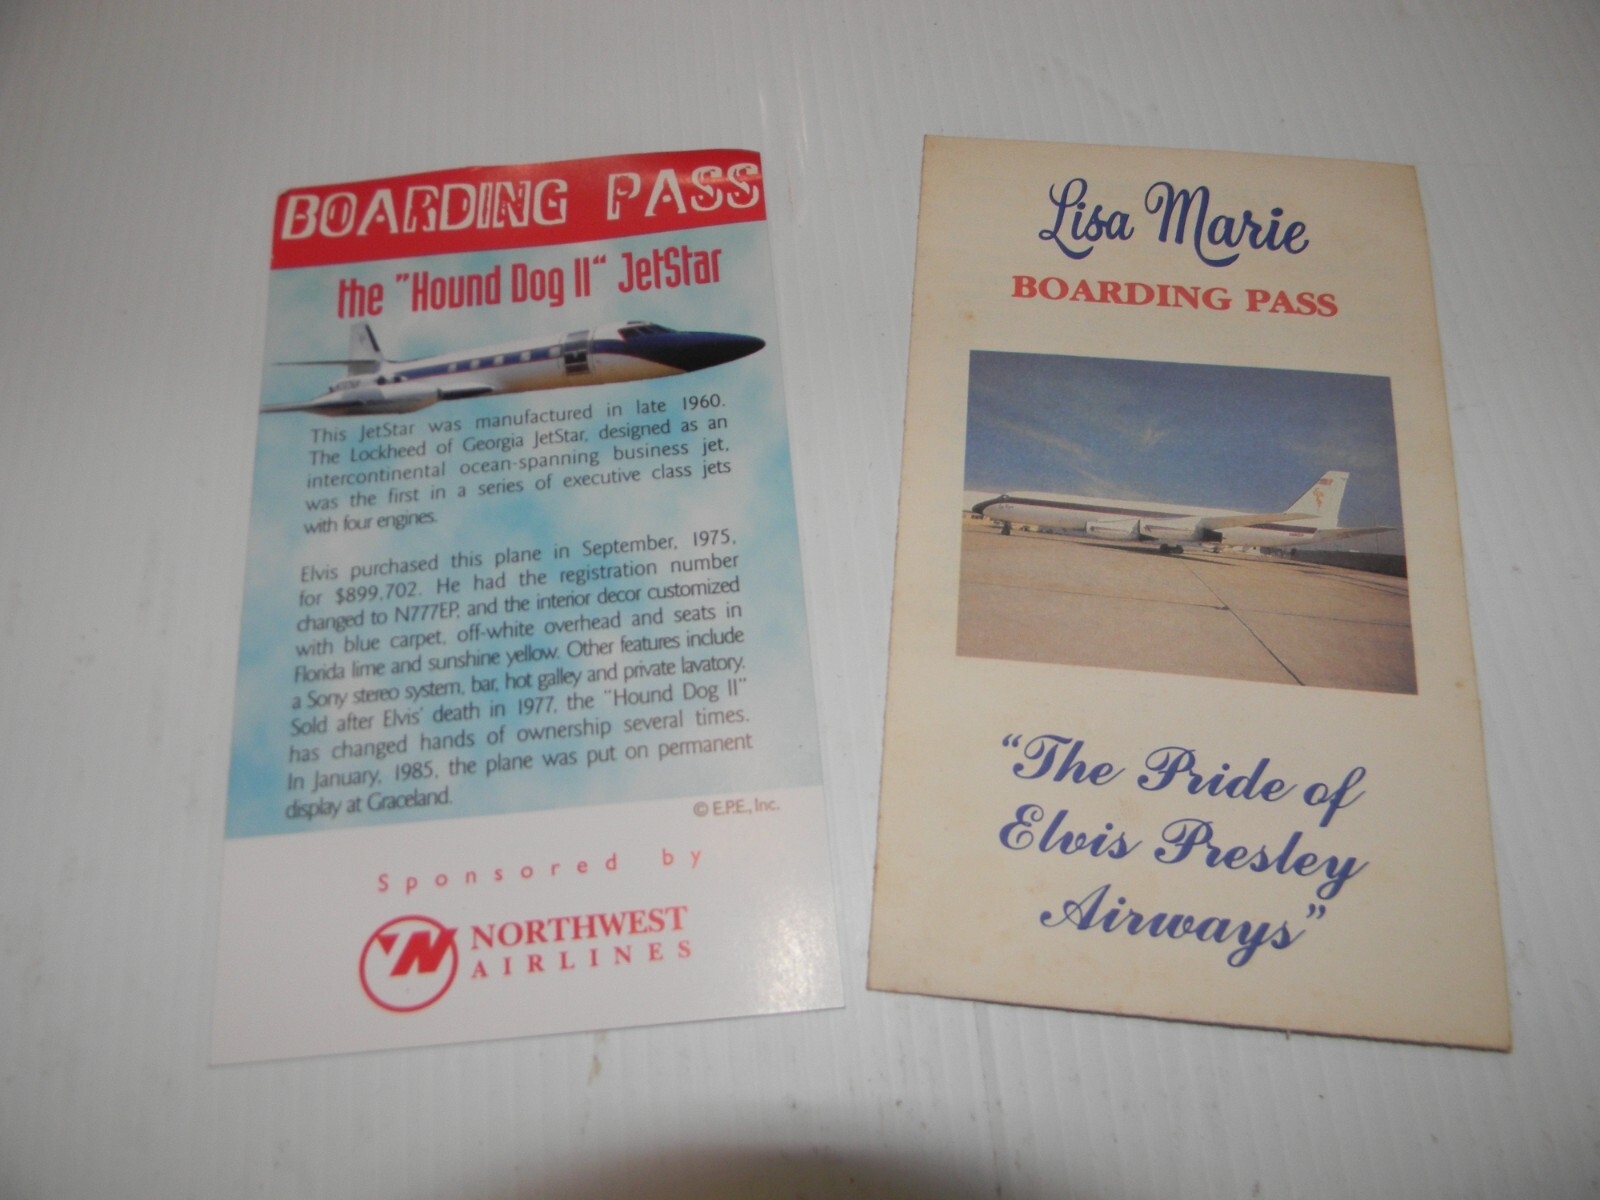 BOARDING PASS
the "Hound Dog II" JetStar
This JetStar was manufactured in late 1960.
The Lockheed of Georgia JetStar, designed as an
intercontinental ocean-spanning business jet,
was the first in a series of executive class jets
with four engines.
Elvis purchased this plane in September, 1975,
for $899,702. He had the registration number
changed to N777EP, and the interior decor customized
with blue carpet, off-white overhead and seats in
Florida lime and sunshine yellow. Other features include
a Sony stereo system, bar, hot galley and private lavatory.
Sold after Elvis' death in 1977, the "Hound Dog II"
has changed hands of ownership several times.
In January, 1985, the plane was put on permanent
display at Graceland.
© E.P.E., Inc.
Sponsored by
NORTHWEST
AIRLINES
Lisa Marie
BOARDING PASS
"The Pride of
Elvis Presley
Airways"